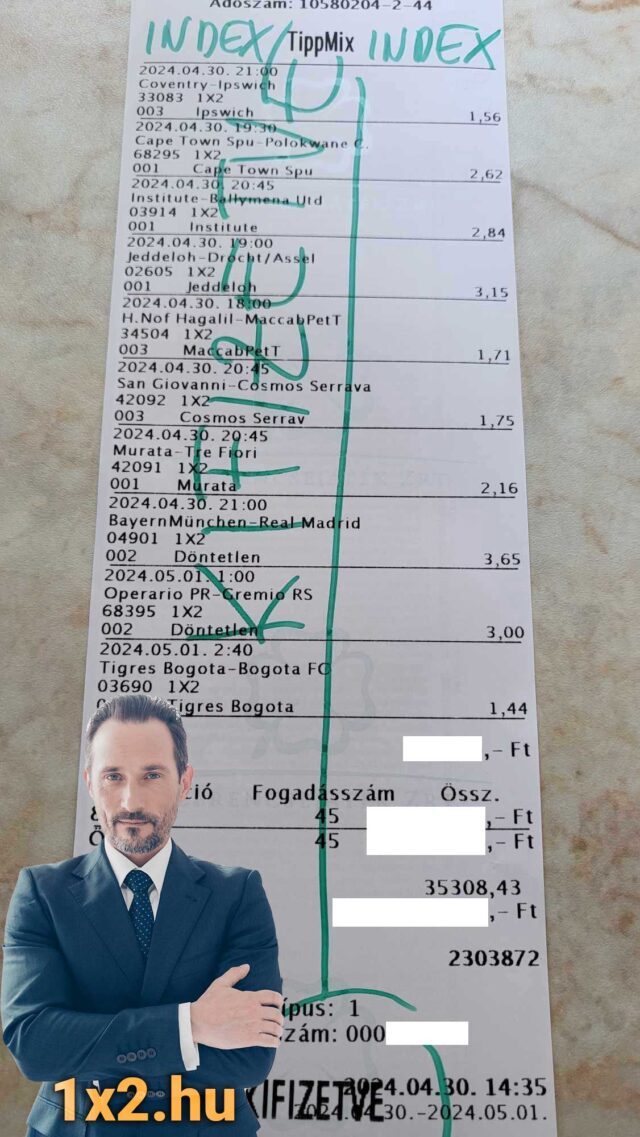 Adószám: 10580204-2-44
INDEX TippMix INDEX
2024.04.30. 21:00
Coventry-Ipswich
33083 1X2
003 Ipswich 1,56
2024.04.30. 19:30
Cape Town Spu-Polokwane C.
68295 1X2
001 Cape Town Spu 2,62
2024.04.30. 20:45
Institute-Ballymena Utd
03914 1X2
001 Institute 2,84
2024.04.30. 19:00
Jeddeloh-Drocht/Assel
02605 1X2
001 Jeddeloh 3,15
2024.04.30. 18:00
H.Nof Hagalil-MaccabPetT
34504 1X2
003 MaccabPetT 1,71
2024.04.30. 20:45
San Giovanni-Cosmos Serrava
42092 1X2
003 Cosmos Serrav 1,75
2024.04.30. 20:45
Murata-Tre Fiori
42091 1X2
001 Murata 2,16
2024.04.30. 21:00
BayernMünchen-Real Madrid
04901 1X2
002 Döntetlen 3,65
2024.05.01. 1:00
Operario PR-Gremio RS
68395 1X2
002 Döntetlen 3,00
2024.05.01. 2:40
Tigres Bogota-Bogota FC
03690 1X2
Tigres Bogota 1,44
,- Ft
ció Fogadásszám Össz.
45 ,- Ft
45 ,- Ft
35308,43
,- Ft
2303872
ípus: 1
szám: 000
2024.04.30. 14:35
KIFIZETVE 2024.04.30.-2024.05.01.
KIFIZETVE
1x2.hu